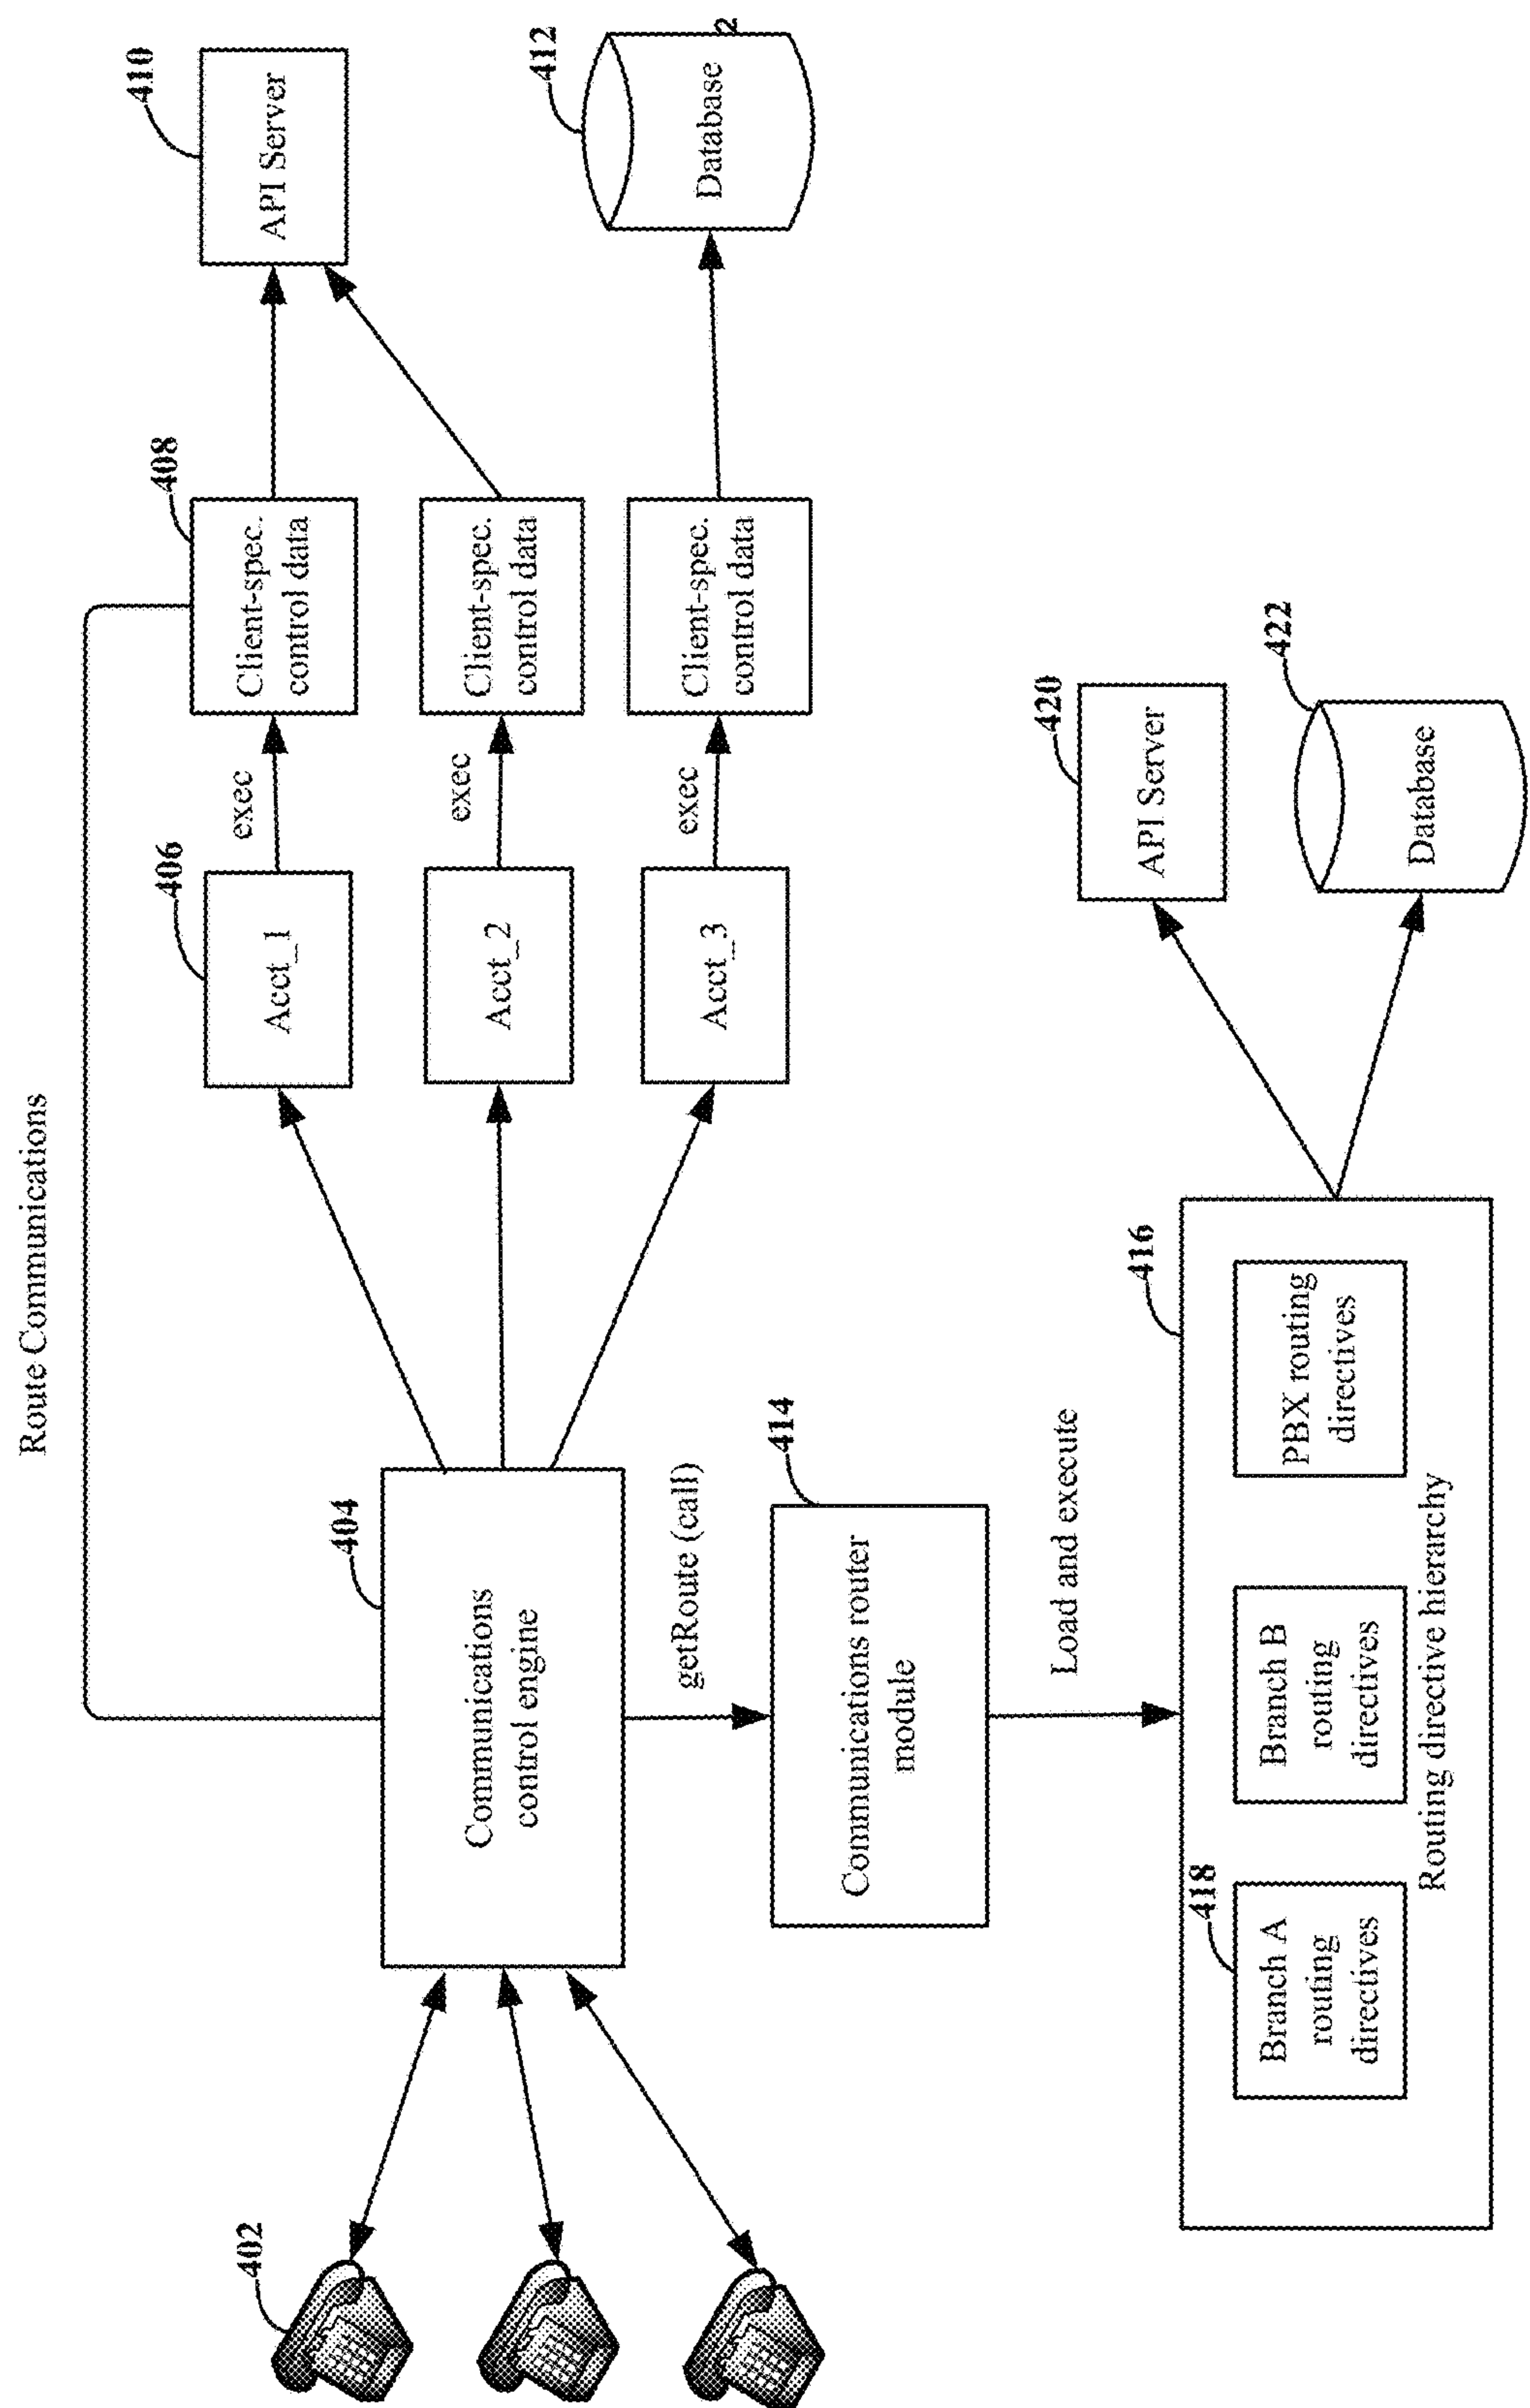 Route Communications
402
404
Communications
control engine
406
Acct_1
exec
408
Client-spec.
control data
410
API Server
Acct_2
exec
Client-spec.
control data
Acct_3
exec
Client-spec.
control data
412
Database
2
getRoute (call)
414
Communications router
module
Load and execute
416
418
Branch A
routing
directives
Branch B
routing
directives
PBX routing
directives
Routing directive hierarchy
420
API Server
422
Database